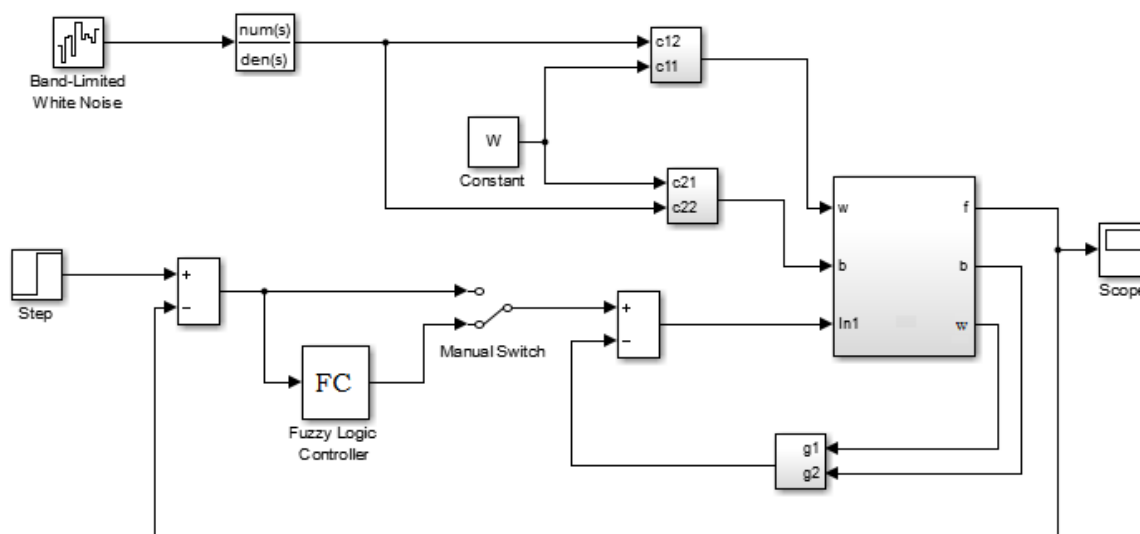 num(s)
den(s)
Band-Limited
White Noise
c12
c11
W
Constant
c21
c22
w
f
b
b
In1
w
Scope
Step
+
−
Manual Switch
+
−
FC
Fuzzy Logic
Controller
g1
g2